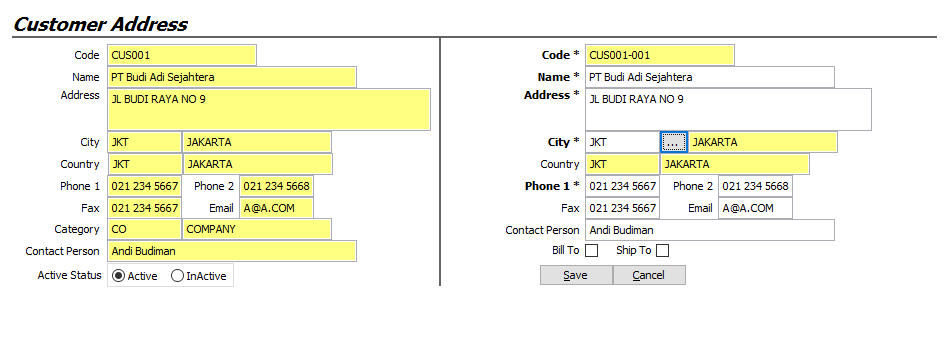 Customer Address
Code CUS001
Name PT Budi Adi Sejahtera
Address JL BUDI RAYA NO 9
City JKT JAKARTA
Country JKT JAKARTA
Phone 1 021 234 5667 Phone 2 021 234 5668
Fax 021 234 5667 Email A@A.COM
Category CO COMPANY
Contact Person Andi Budiman
Active Status Active InActive
Code * CUS001-001
Name * PT Budi Adi Sejahtera
Address * JL BUDI RAYA NO 9
City * JKT ... JAKARTA
Country JKT JAKARTA
Phone 1 * 021 234 5667 Phone 2 021 234 5668
Fax 021 234 5667 Email A@A.COM
Contact Person Andi Budiman
Bill To Ship To
Save Cancel